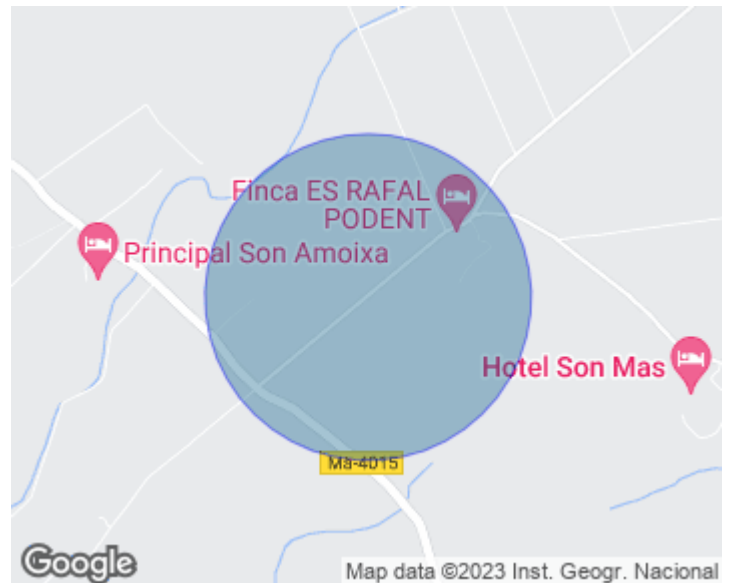 Finca ES RAFAL
PODENT
Principal Son Amoixa
Hotel Son Mas
Ma-4015
Google
Map data ©2023 Inst. Geogr. Nacional